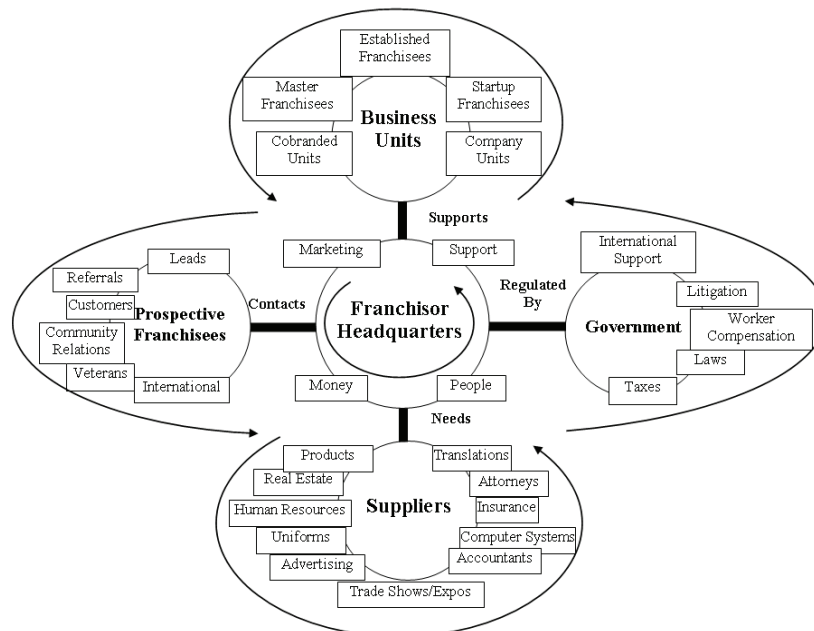 Established
Franchisees
Master
Franchisees
Startup
Franchisees
Business
Units
Cobranded
Units
Company
Units
Supports
Marketing
Support
International
Support
Leads
Referrals
Customers
Community
Relations
Veterans
International
Prospective
Franchisees
Contacts
Franchisor
Headquarters
Regulated
By
Government
Litigation
Worker
Compensation
Laws
Taxes
Money
People
Needs
Products
Real Estate
Human Resources
Uniforms
Advertising
Trade Shows/Expos
Suppliers
Translations
Attorneys
Insurance
Computer Systems
Accountants